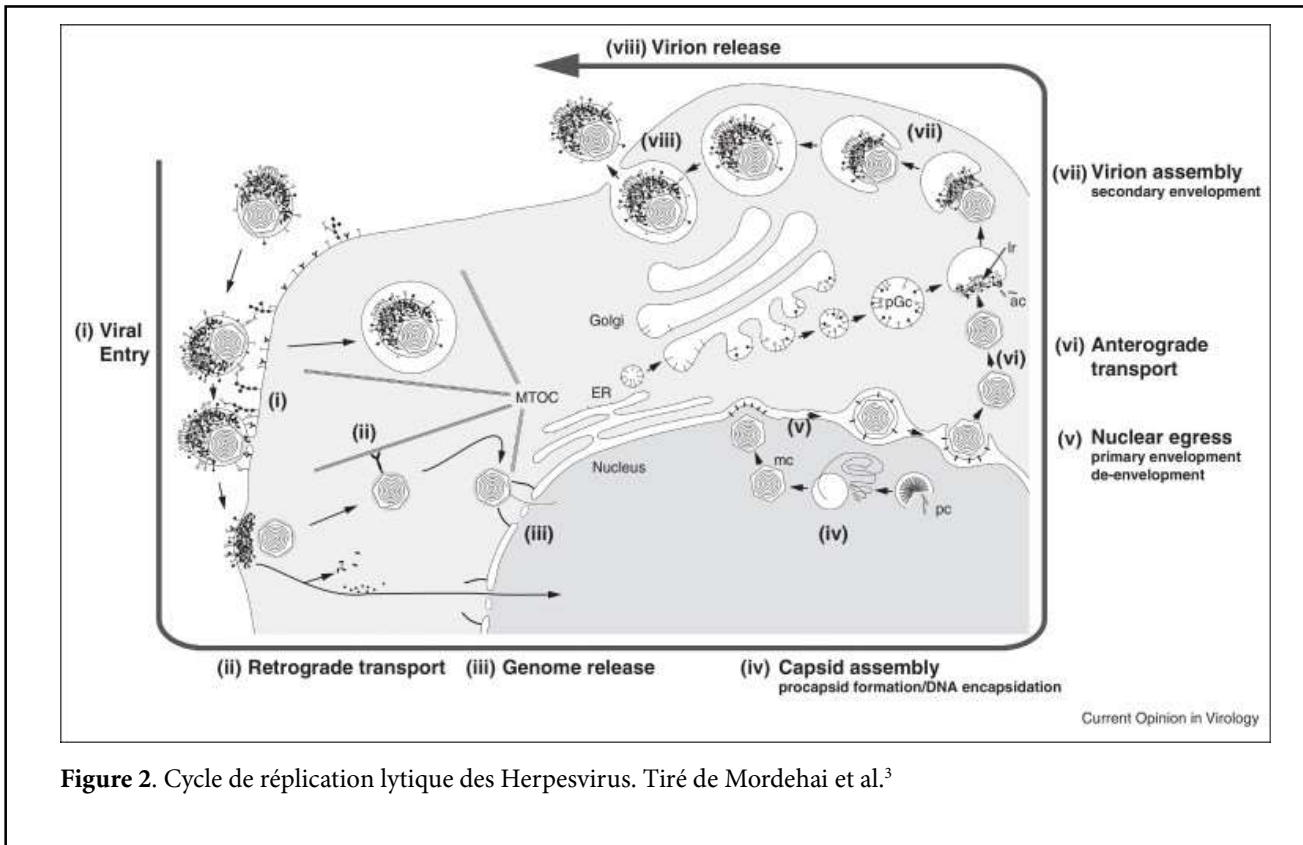 (viii) Virion release
(viii)
(vii)
(vii) Virion assembly
secondary envelopment
lr
ac
pGc
Golgi
(i) Viral
Entry
(i)
MTOC
ER
(vi)
(vi) Anterograde
transport
(ii)
(v)
(v) Nuclear egress
primary envelopment
de-envelopment
Nucleus
mc
pc
(iii)
(iv)
(ii) Retrograde transport
(iii) Genome release
(iv) Capsid assembly
procapsid formation/DNA encapsidation
Current Opinion in Virology
Figure 2. Cycle de réplication lytique des Herpesvirus. Tiré de Mordehai et al.³